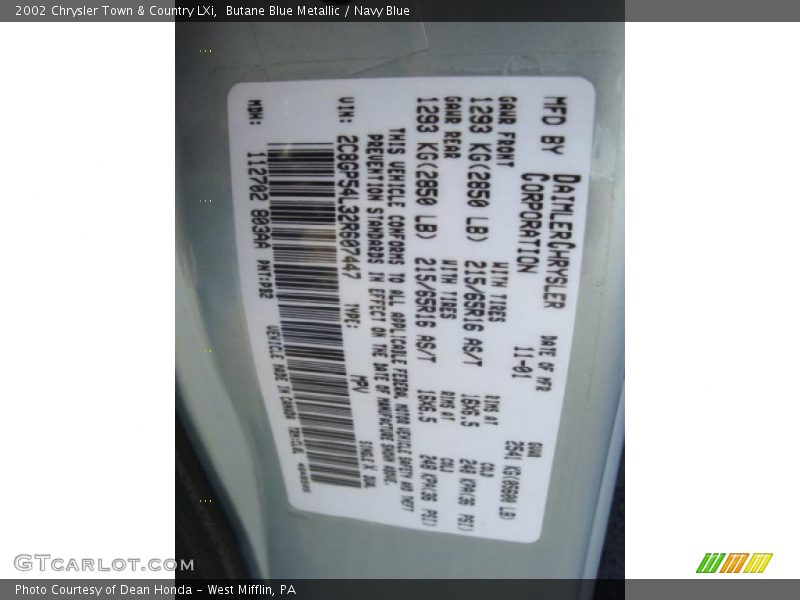 2002 Chrysler Town & Country LXi, Butane Blue Metallic / Navy Blue
MFD BY DAIMLERCHRYSLER CORPORATION DATE OF MFR 11-01 GVWR 2541 KG(05600 LB)
GAWR FRONT WITH TIRES RIMS AT COLD
1293 KG(2850 LB) 215/65R16 AS/T 16X6.5 240 KPA(35 PSI)
GAWR REAR WITH TIRES RIMS AT COLD
1293 KG(2850 LB) 215/65R16 AS/T 16X6.5 240 KPA(35 PSI)
THIS VEHICLE CONFORMS TO ALL APPLICABLE FEDERAL MOTOR VEHICLE SAFETY AND THEFT
PREVENTION STANDARDS IN EFFECT ON THE DATE OF MANUFACTURE SHOWN ABOVE.
VIN: 2C8GP54L32R607447 TYPE: MPV SINGLE X DUAL
MDH: 112702 803AA PNT:PB2 VEHICLE MADE IN CANADA
GTcarlot.com
Photo Courtesy of Dean Honda - West Mifflin, PA